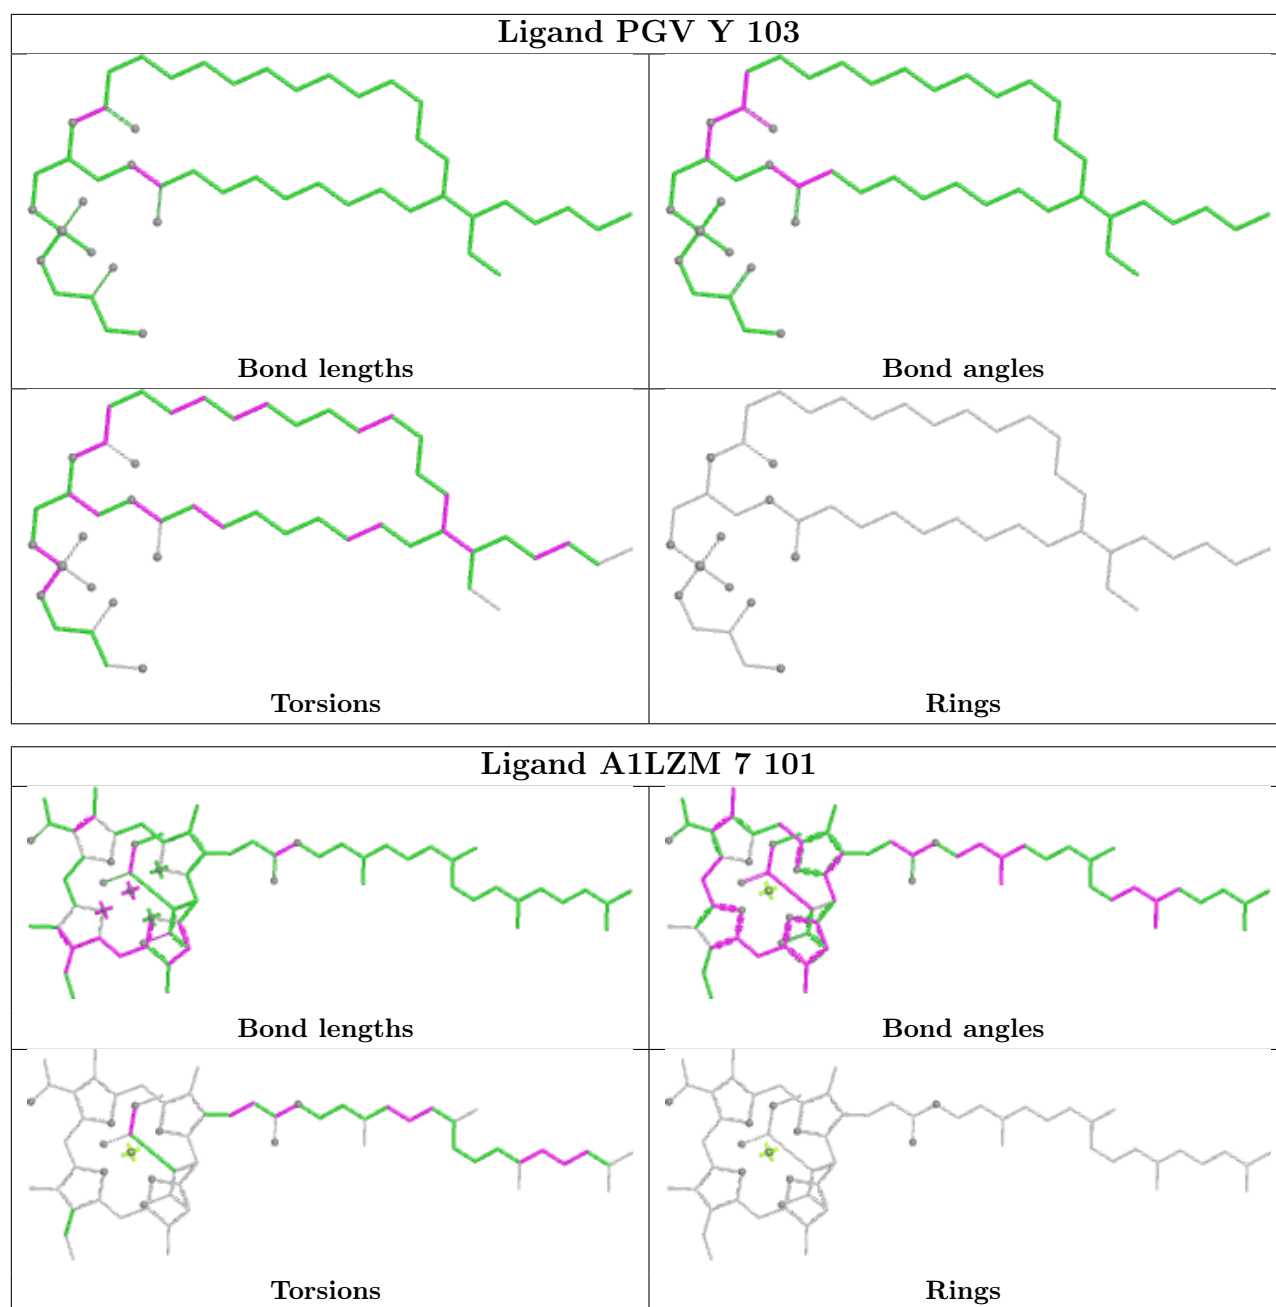 Ligand PGV Y 103
Bond lengths
Bond angles
Torsions
Rings
Ligand A1LZM 7 101
Bond lengths
Bond angles
Torsions
Rings